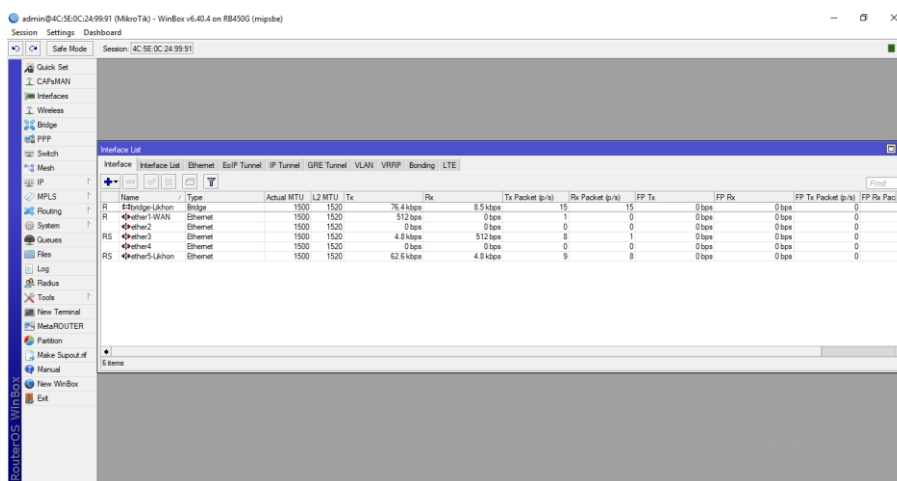 admin@4C:5E:0C:24:99:91 (MikroTik) - WinBox v6.40.4 on RB450G (mipsbe)
Session Settings Dashboard
Safe Mode Session: 4C:5E:0C:24:99:91
Quick Set
CAPsMAN
Interfaces
Wireless
Bridge
PPP
Switch
Mesh
IP
MPLS
Routing
System
Queues
Files
Log
Radius
Tools
New Terminal
MetaROUTER
Partition
Make Supout.rif
Manual
New WinBox
Exit
RouterOS WinBox
Interface List
Interface Interface List Ethernet EoIP Tunnel IP Tunnel GRE Tunnel VLAN VRRP Bonding LTE
Find
Name Type Actual MTU L2 MTU Tx Rx Tx Packet (p/s) Rx Packet (p/s) FP Tx FP Rx FP Tx Packet (p/s) FP Rx Pac
R bridge-Likhon Bridge 1500 1520 76.4 kbps 8.5 kbps 15 15 0 bps 0 bps 0
R ether1-WAN Ethernet 1500 1520 512 bps 0 bps 1 0 0 bps 0 bps 0
ether2 Ethernet 1500 1520 0 bps 0 bps 0 0 0 bps 0 bps 0
RS ether3 Ethernet 1500 1520 4.8 kbps 512 bps 8 1 0 bps 0 bps 0
ether4 Ethernet 1500 1520 0 bps 0 bps 0 0 0 bps 0 bps 0
RS ether5-Likhon Ethernet 1500 1520 62.6 kbps 4.8 kbps 9 8 0 bps 0 bps 0
6 items